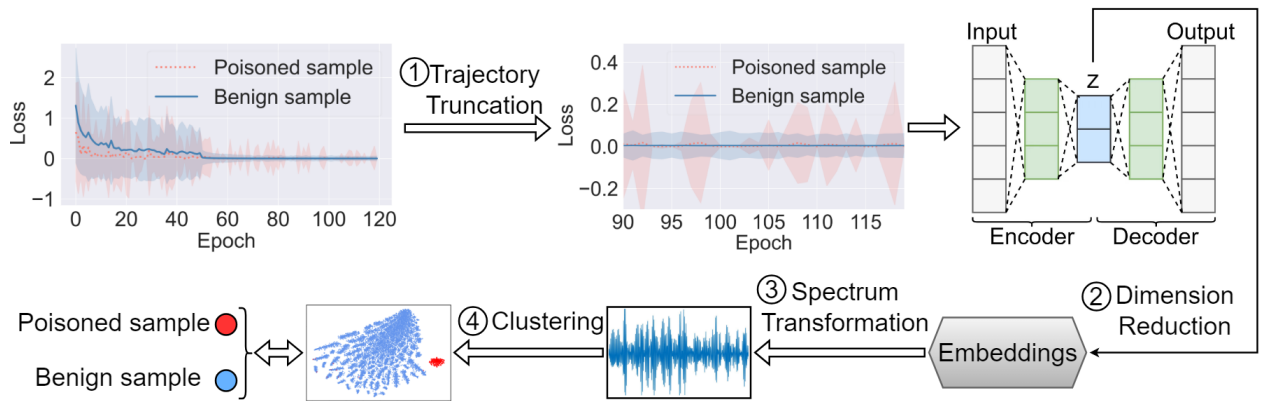 Poisoned sample
Benign sample
2
1
0
−1
Loss
0
20
40
60
80
100
120
Epoch
① Trajectory
Truncation
Poisoned sample
Benign sample
0.4
0.2
0.0
−0.2
Loss
90
95
100
105
110
115
Epoch
Input
Z
Output
Encoder
Decoder
② Dimension
Reduction
Embeddings
③ Spectrum
Transformation
④ Clustering
Poisoned sample
Benign sample